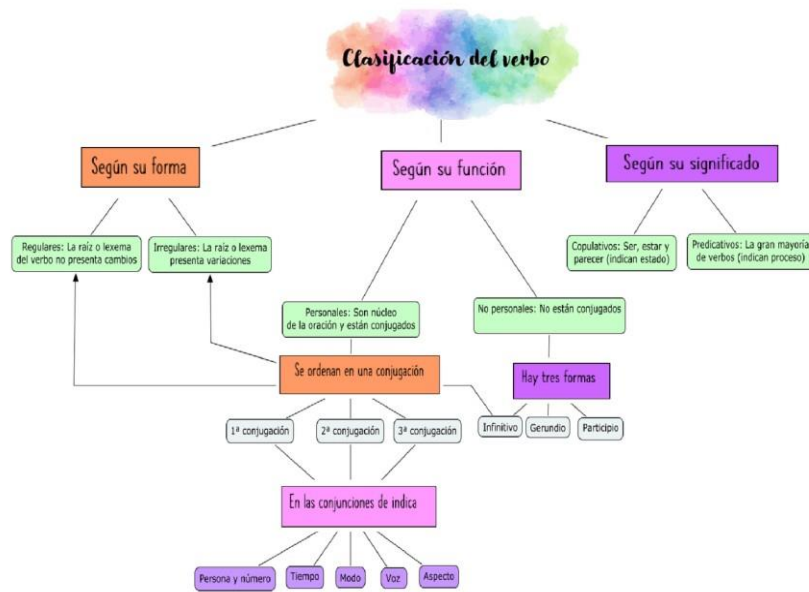 Clasificación del verbo
Según su forma
Según su función
Según su significado
Regulares: La raíz o lexema
del verbo no presenta cambios
Irregulares: La raíz o lexema
presenta variaciones
Copulativos: Ser, estar y
parecer (indican estado)
Predicativos: La gran mayoría
de verbos (indican proceso)
Personales: Son núcleo
de la oración y están conjugados
No personales: No están conjugados
Se ordenan en una conjugación
Hay tres formas
1ª conjugación
2ª conjugación
3ª conjugación
Infinitivo
Gerundio
Participio
En las conjunciones de indica
Persona y número
Tiempo
Modo
Voz
Aspecto